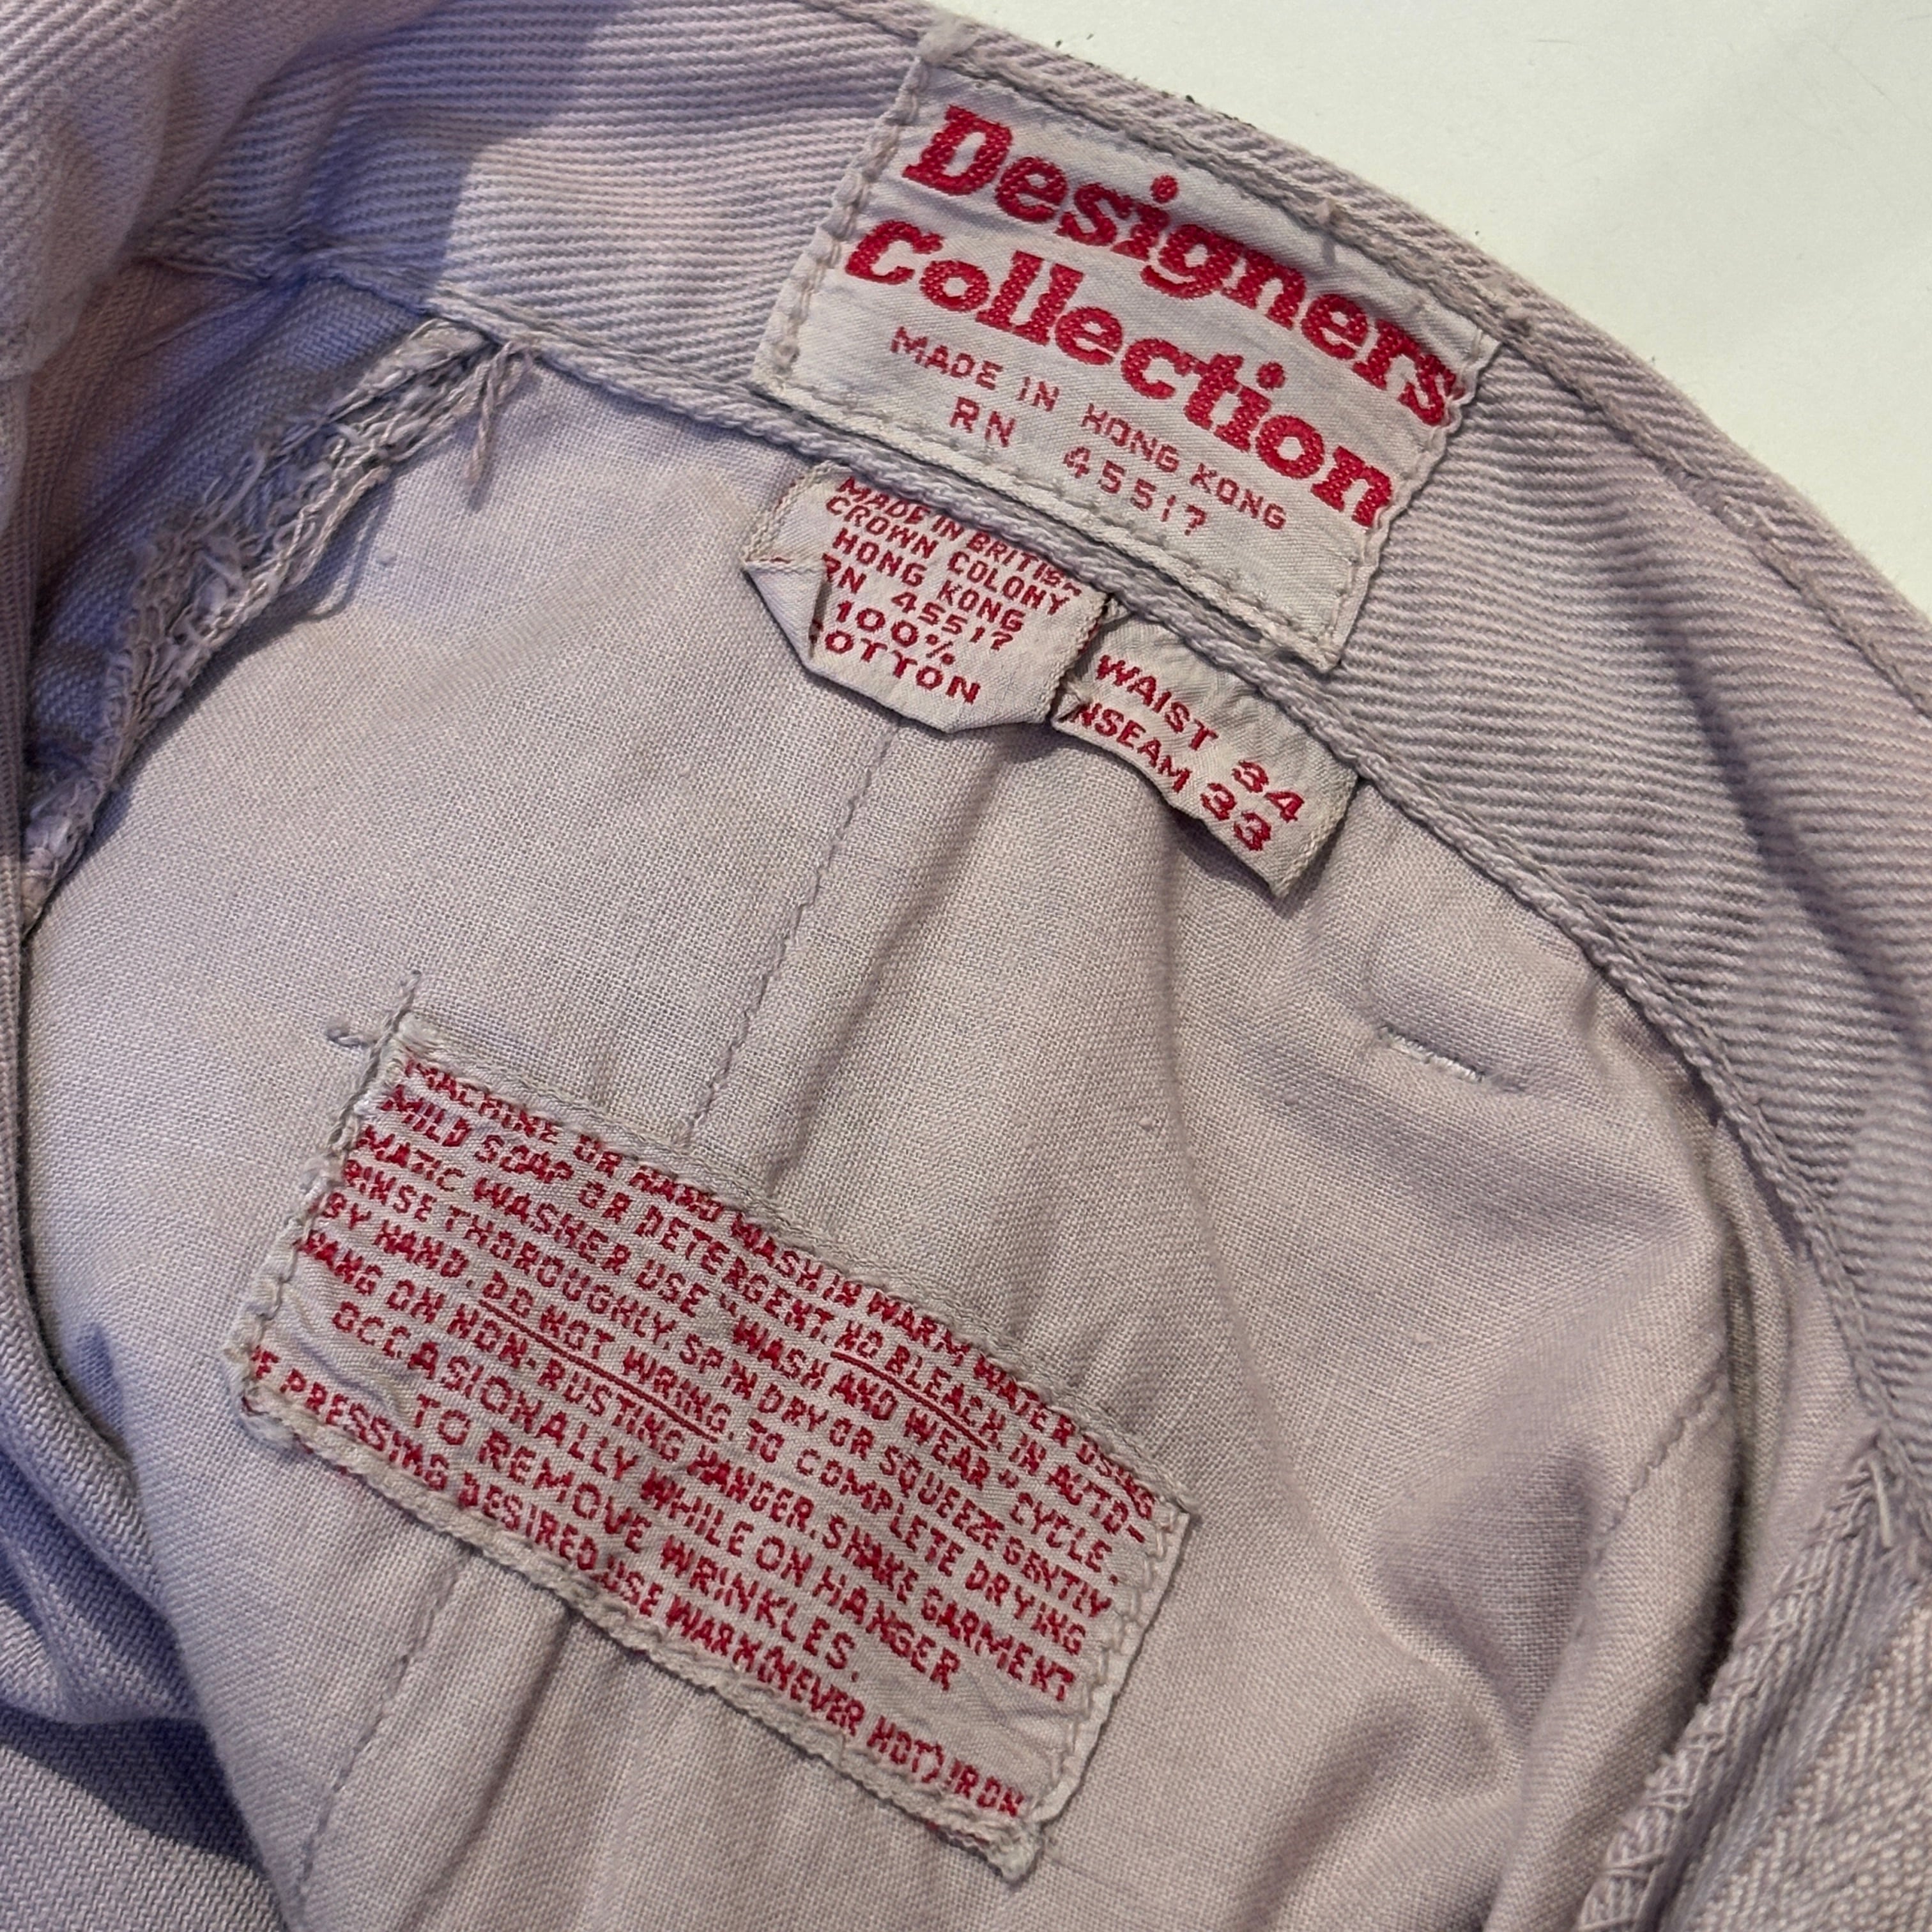 Designers
Collection
MADE IN HONG KONG
RN 45517
MADE IN BRITISH
CROWN COLONY
HONG KONG
RN 45517
100%
OTTON
WAIST 34
INSEAM 33
MACHINE OR HAND WASH IN WARM WATER USING
MILD SOAP OR DETERGENT. NO BLEACH. IN AUTO-
MATIC WASHER USE "WASH AND WEAR" CYCLE.
RINSE THOROUGHLY. SPIN DRY OR SQUEEZE GENTLY
BY HAND. DO NOT WRING. TO COMPLETE DRYING
HANG ON NON-RUSTING HANGER. SHAKE GARMENT
OCCASIONALLY WHILE ON HANGER
TO REMOVE WRINKLES.
IF PRESSING DESIRED USE WARM (NEVER HOT) IRON